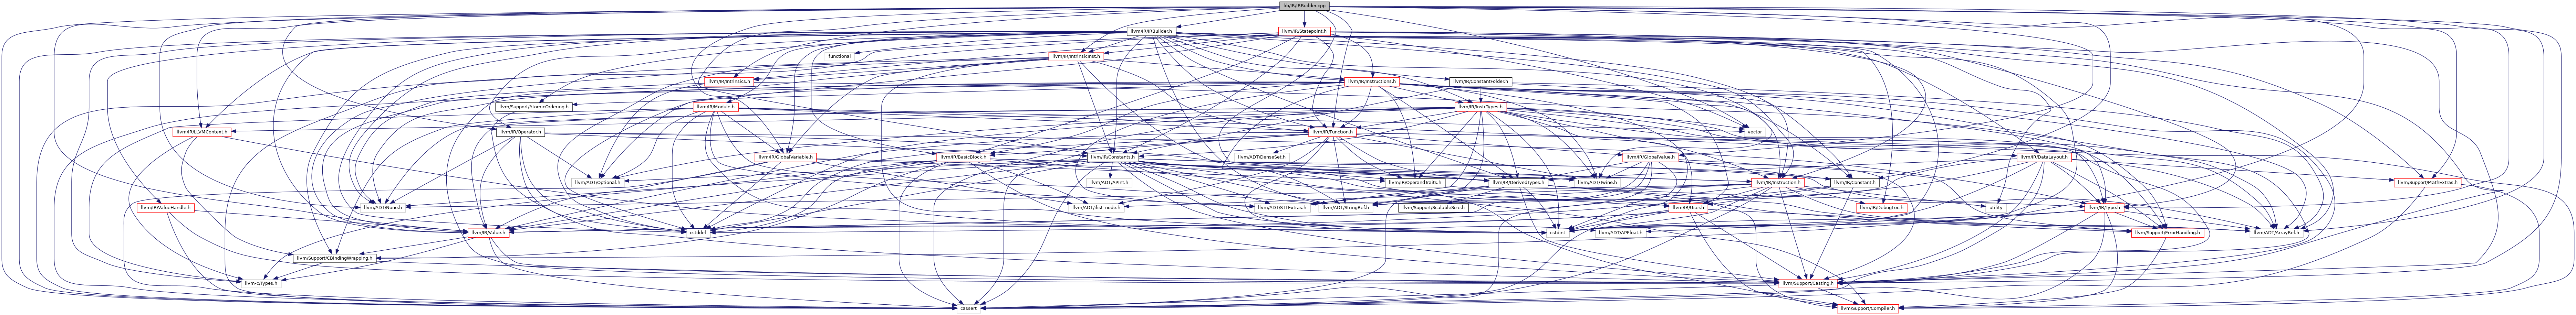 lib/IR/IRBuilder.cpp
llvm/IR/IRBuilder.h
llvm/IR/Statepoint.h
functional
llvm/IR/IntrinsicInst.h
llvm/IR/Intrinsics.h
llvm/IR/Instructions.h
llvm/IR/ConstantFolder.h
llvm/Support/AtomicOrdering.h
llvm/IR/Module.h
llvm/IR/InstrTypes.h
llvm/IR/LLVMContext.h
llvm/IR/Operator.h
llvm/IR/Function.h
vector
llvm/IR/GlobalVariable.h
llvm/IR/BasicBlock.h
llvm/IR/Constants.h
llvm/ADT/DenseSet.h
llvm/IR/GlobalValue.h
llvm/IR/DataLayout.h
llvm/ADT/Optional.h
llvm/ADT/APInt.h
llvm/IR/OperandTraits.h
llvm/IR/DerivedTypes.h
llvm/ADT/Twine.h
llvm/IR/Instruction.h
llvm/IR/Constant.h
llvm/Support/MathExtras.h
llvm/IR/ValueHandle.h
llvm/ADT/None.h
llvm/ADT/ilist_node.h
llvm/ADT/STLExtras.h
llvm/ADT/StringRef.h
llvm/Support/ScalableSize.h
llvm/IR/User.h
llvm/IR/DebugLoc.h
utility
llvm/IR/Type.h
llvm/IR/Value.h
cstddef
cstdint
llvm/ADT/APFloat.h
llvm/Support/ErrorHandling.h
llvm/ADT/ArrayRef.h
llvm/Support/CBindingWrapping.h
llvm-c/Types.h
llvm/Support/Casting.h
cassert
llvm/Support/Compiler.h